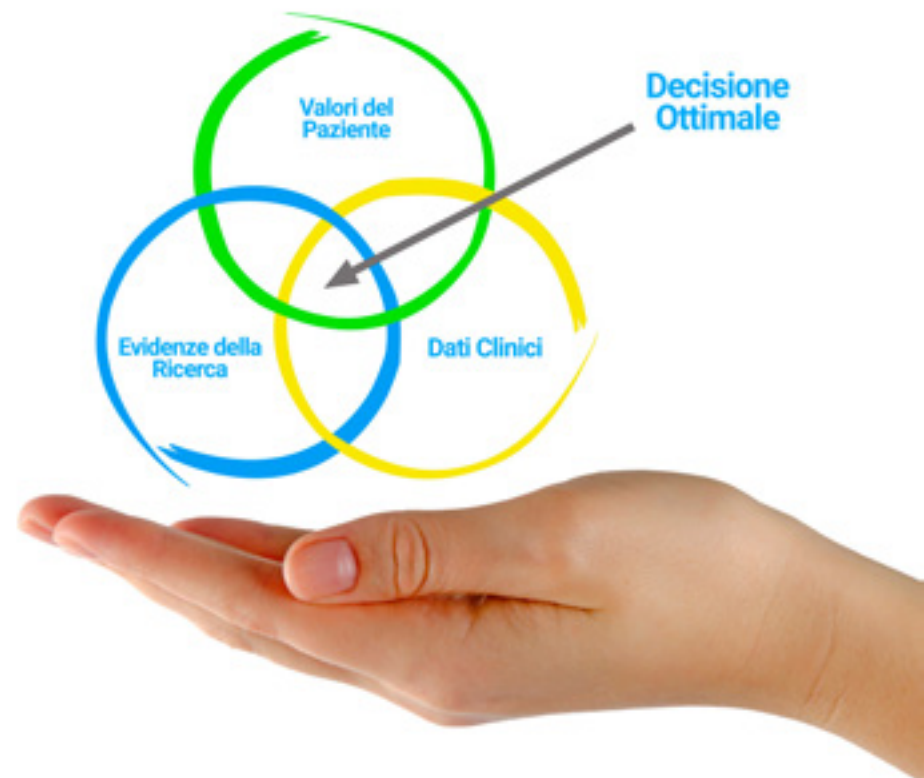 Decisione
Ottimale
Valori del
Paziente
Evidenze della
Ricerca
Dati Clinici